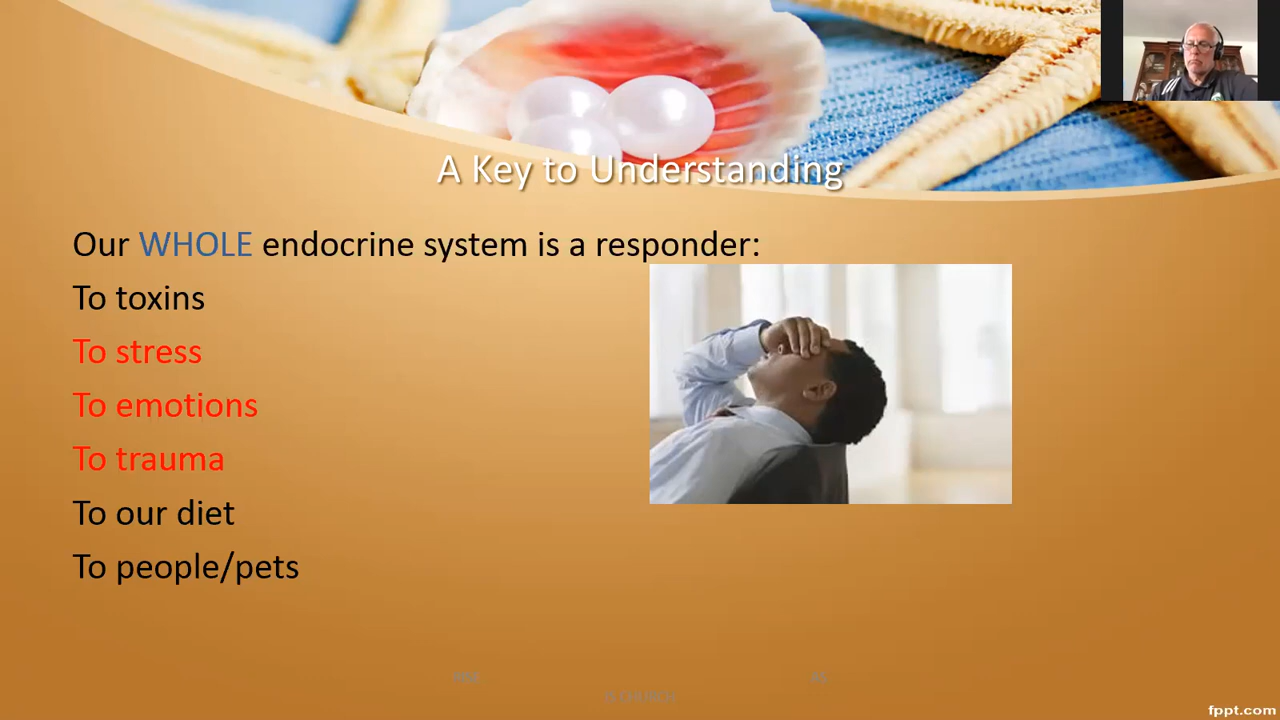 A Key to Understanding
Our WHOLE endocrine system is a responder:
To toxins
To stress
To emotions
To trauma
To our diet
To people/pets
fppt.com